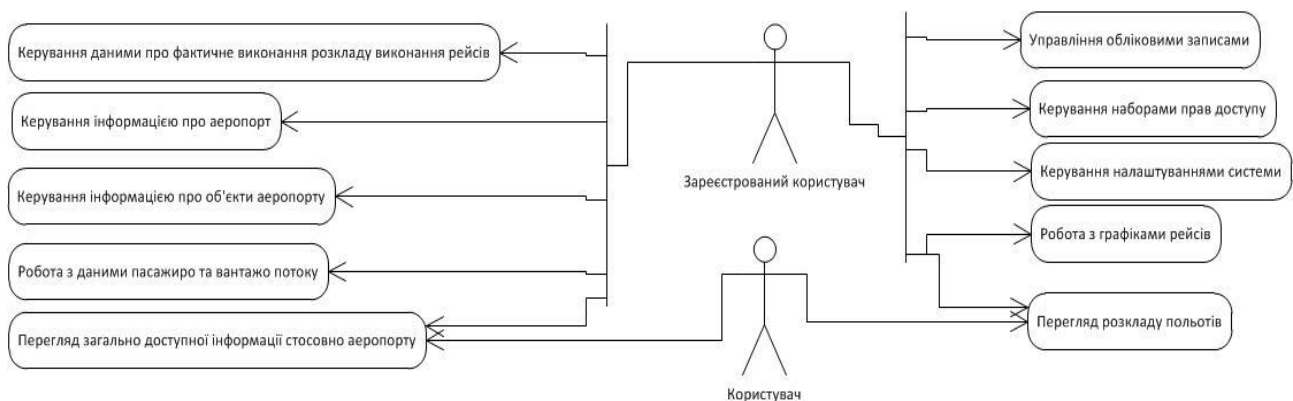 Керування даними про фактичне виконання розкладу виконання рейсів
Керування інформацією про аеропорт
Керування інформацією про об'єкти аеропорту
Робота з даними пасажиро та вантажо потоку
Перегляд загально доступної інформації стосовно аеропорту
Зареєстрований користувач
Користувач
Управління обліковими записами
Керування наборами прав доступу
Керування налаштуваннями системи
Робота з графіками рейсів
Перегляд розкладу польотів